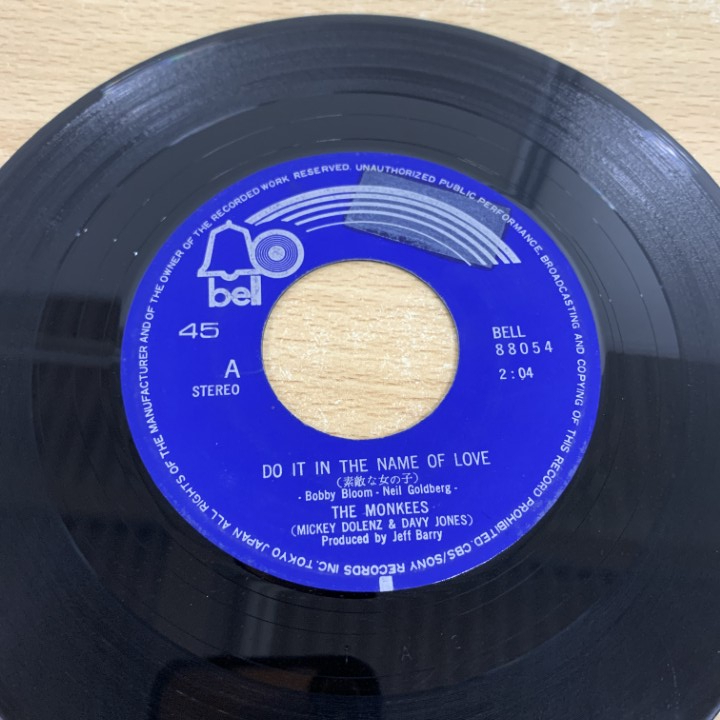 ALL RIGHTS OF THE MANUFACTURER AND OF THE OWNER OF THE RECORDED WORK RESERVED. UNAUTHORIZED PUBLIC PERFORMANCE, BROADCASTING AND COPYING OF THIS RECORD PROHIBITED. CBS/SONY RECORDS INC. TOKYO JAPAN
bell
45
A
STEREO
BELL
88054
2:04
DO IT IN THE NAME OF LOVE
(素敵な女の子)
- Bobby Bloom - Neil Goldberg -
THE MONKEES
(MICKEY DOLENZ & DAVY JONES)
Produced by Jeff Barry